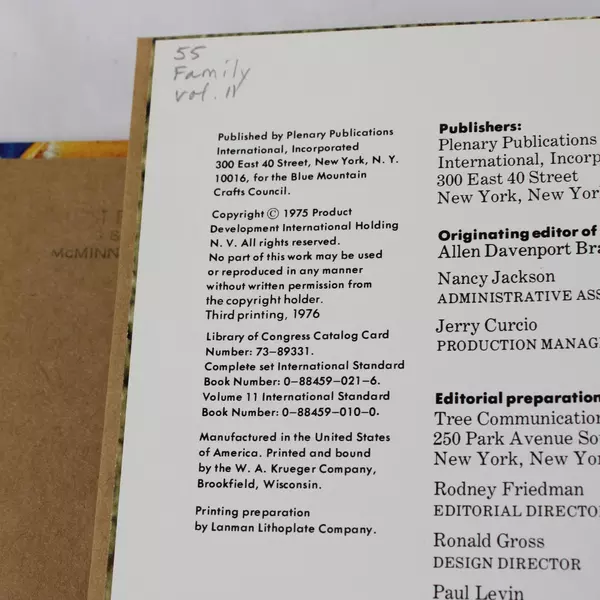 55
Family
vol. 11
Published by Plenary Publications
International, Incorporated
300 East 40 Street, New York, N. Y.
10016, for the Blue Mountain
Crafts Council.
Copyright © 1975 Product
Development International Holding
N. V. All rights reserved.
No part of this work may be used
or reproduced in any manner
without written permission from
the copyright holder.
Third printing, 1976
Library of Congress Catalog Card
Number: 73–89331.
Complete set International Standard
Book Number: 0–88459–021–6.
Volume 11 International Standard
Book Number: 0–88459–010–0.
Manufactured in the United States
of America. Printed and bound
by the W. A. Krueger Company,
Brookfield, Wisconsin.
Printing preparation
by Lanman Lithoplate Company.
Publishers:
Plenary Publications
International, Incorp
300 East 40 Street
New York, New Yor
Originating editor of
Allen Davenport Bra
Nancy Jackson
ADMINISTRATIVE ASS
Jerry Curcio
PRODUCTION MANAG
Editorial preparation
Tree Communication
250 Park Avenue Sou
New York, New Yor
Rodney Friedman
EDITORIAL DIRECTO
Ronald Gross
DESIGN DIRECTOR
Paul Levin
McMINN